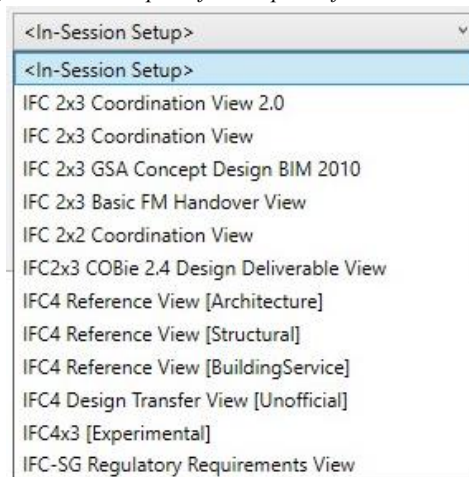 <In-Session Setup>
<In-Session Setup>
IFC 2x3 Coordination View 2.0
IFC 2x3 Coordination View
IFC 2x3 GSA Concept Design BIM 2010
IFC 2x3 Basic FM Handover View
IFC 2x2 Coordination View
IFC2x3 COBie 2.4 Design Deliverable View
IFC4 Reference View [Architecture]
IFC4 Reference View [Structural]
IFC4 Reference View [BuildingService]
IFC4 Design Transfer View [Unofficial]
IFC4x3 [Experimental]
IFC-SG Regulatory Requirements View